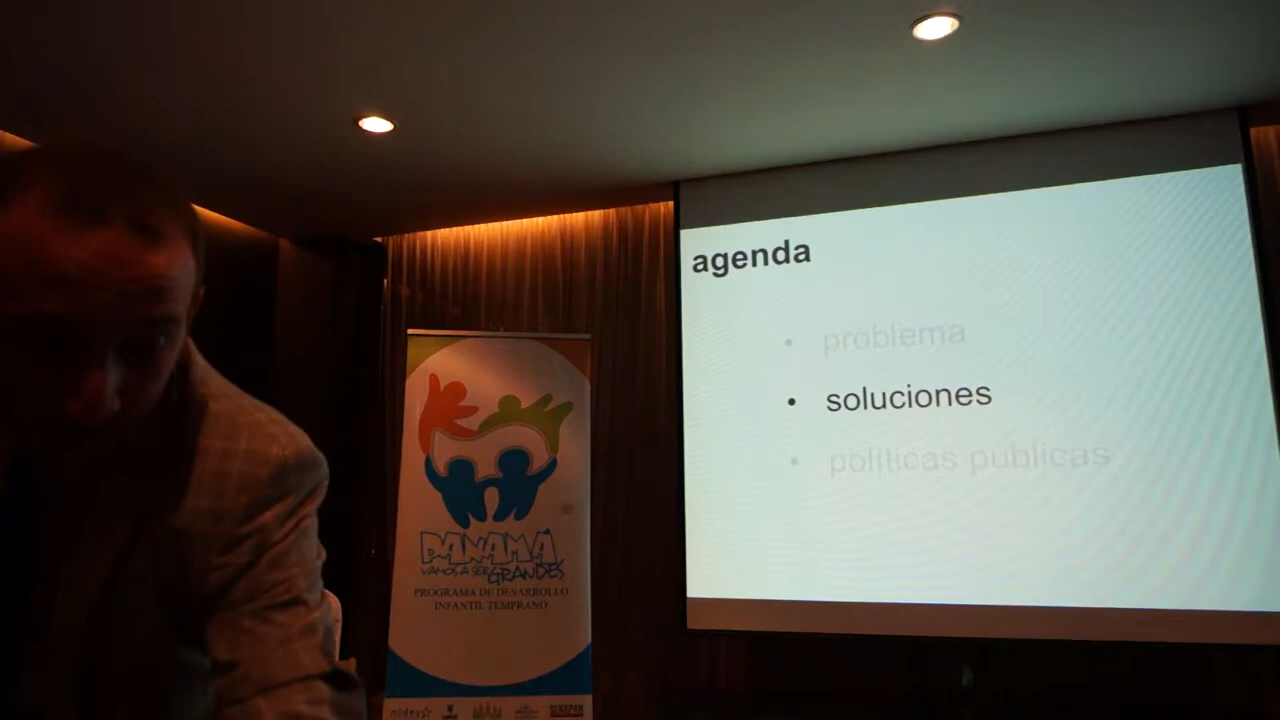 agenda
• problema
• soluciones
• políticas públicas
PANAMÁ
VAMOS A SER GRANDES
PROGRAMA DE DESARROLLO
INFANTIL TEMPRANO